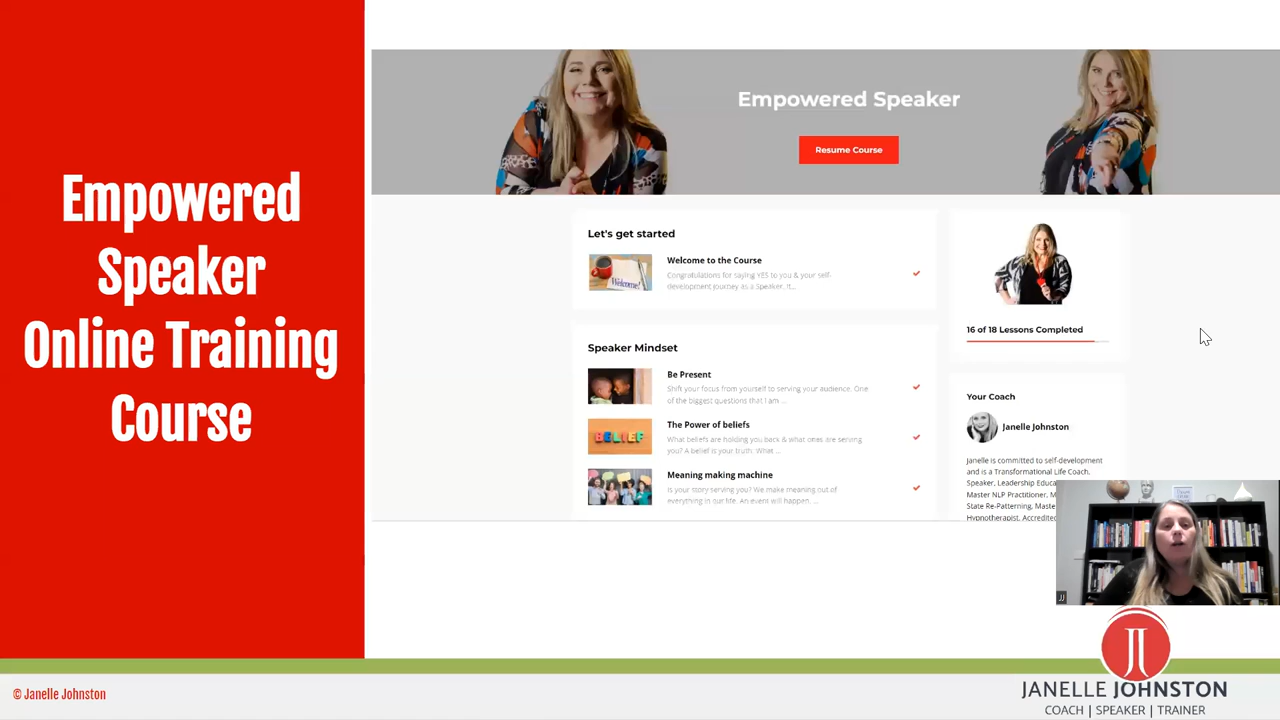 Empowered
Speaker
Online Training
Course
Empowered Speaker
Resume Course
Let's get started
Welcome to the Course
Congratulations for saying YES to you & your self-
development journey as a Speaker. It...
Speaker Mindset
Be Present
Shift your focus from yourself to serving your audience. One
of the biggest questions that I am ...
BELIEF
The Power of beliefs
What beliefs are holding you back & what ones are serving
you? A belief is your truth. What ...
Meaning making machine
Is your story serving you? We make meaning out of
everything in our life. An event will happen. ...
Welcome!
16 of 18 Lessons Completed
Your Coach
Janelle Johnston
Janelle is committed to self-development
and is a Transformational Life Coach,
Speaker, Leadership
Master NLP Practitioner,
State Re-Patterning,
Hypnotherapist, Accredited
JJ
© Janelle Johnston
JANELLE JOHNSTON
COACH | SPEAKER | TRAINER